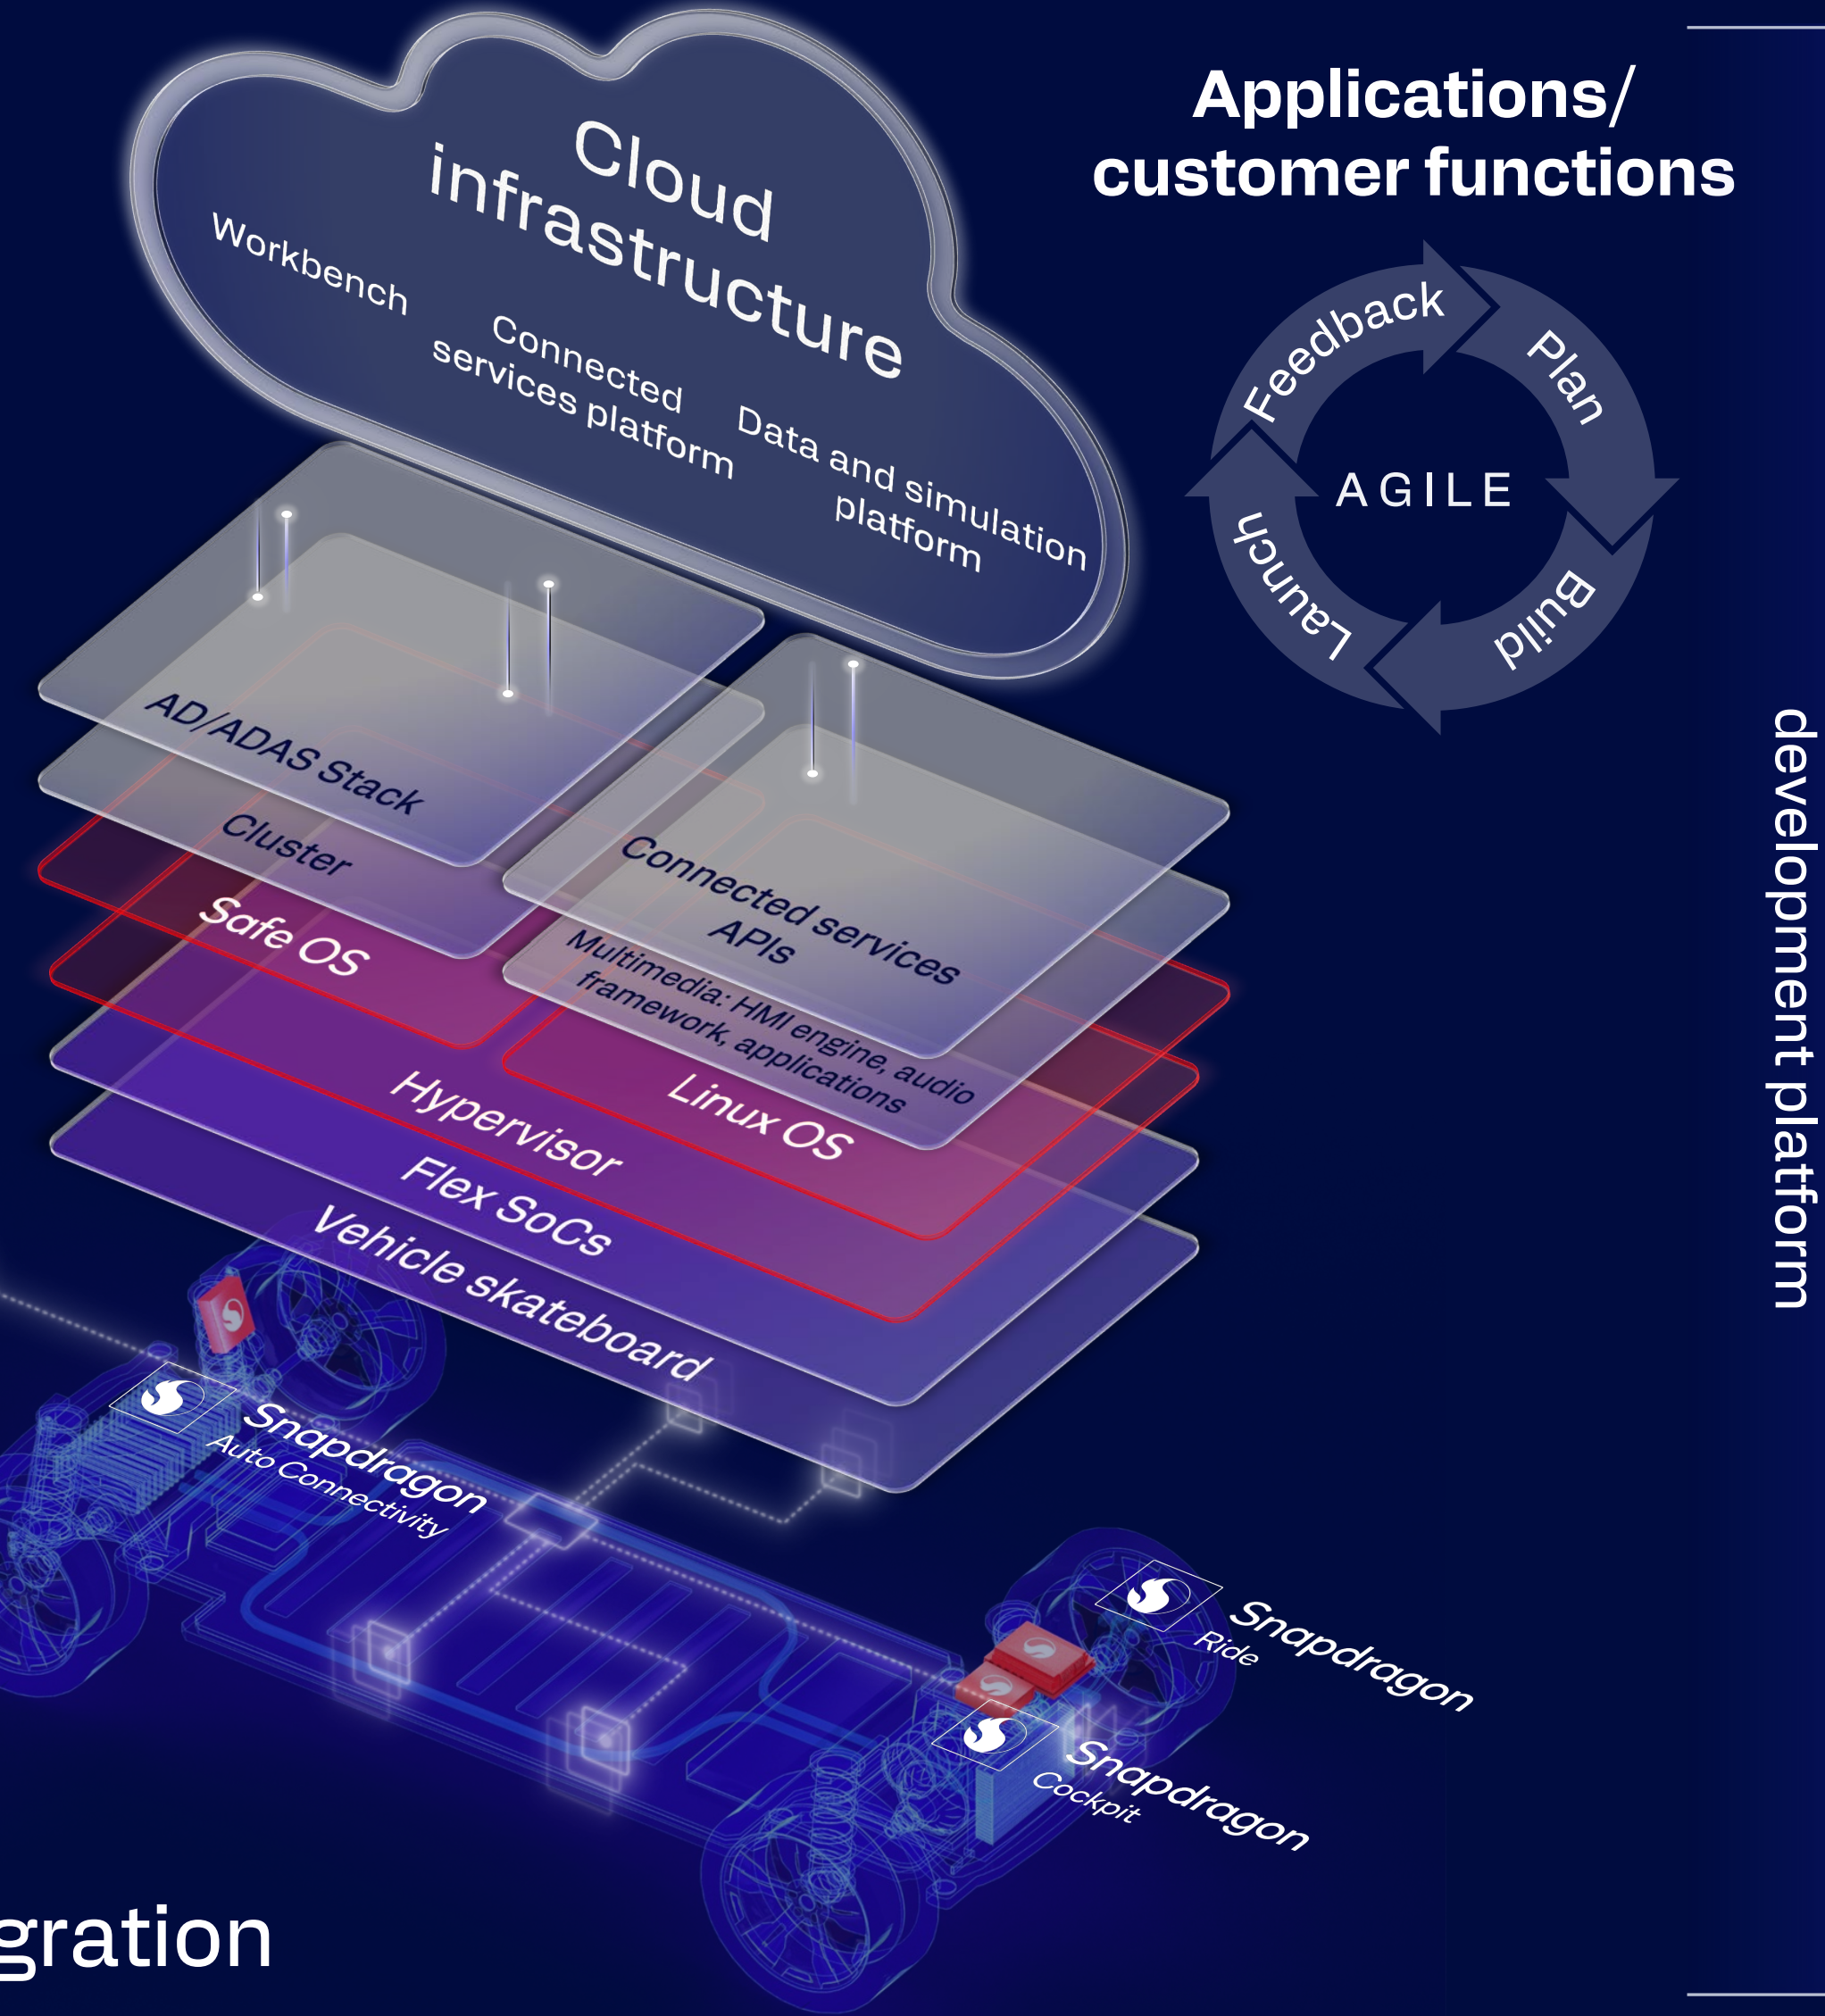 Cloud
infrastructure
Workbench
Connected
services platform
Data and simulation
platform
Applications/
customer functions
Feedback
Plan
Build
Launch
AGILE
AD/ADAS Stack
Cluster
Safe OS
Connected services
APIs
Multimedia: HMI engine, audio
framework, applications
Linux OS
Hypervisor
Flex SoCs
Vehicle skateboard
Snapdragon
Auto Connectivity
Snapdragon
Ride
Snapdragon
Cockpit
development platform
gration